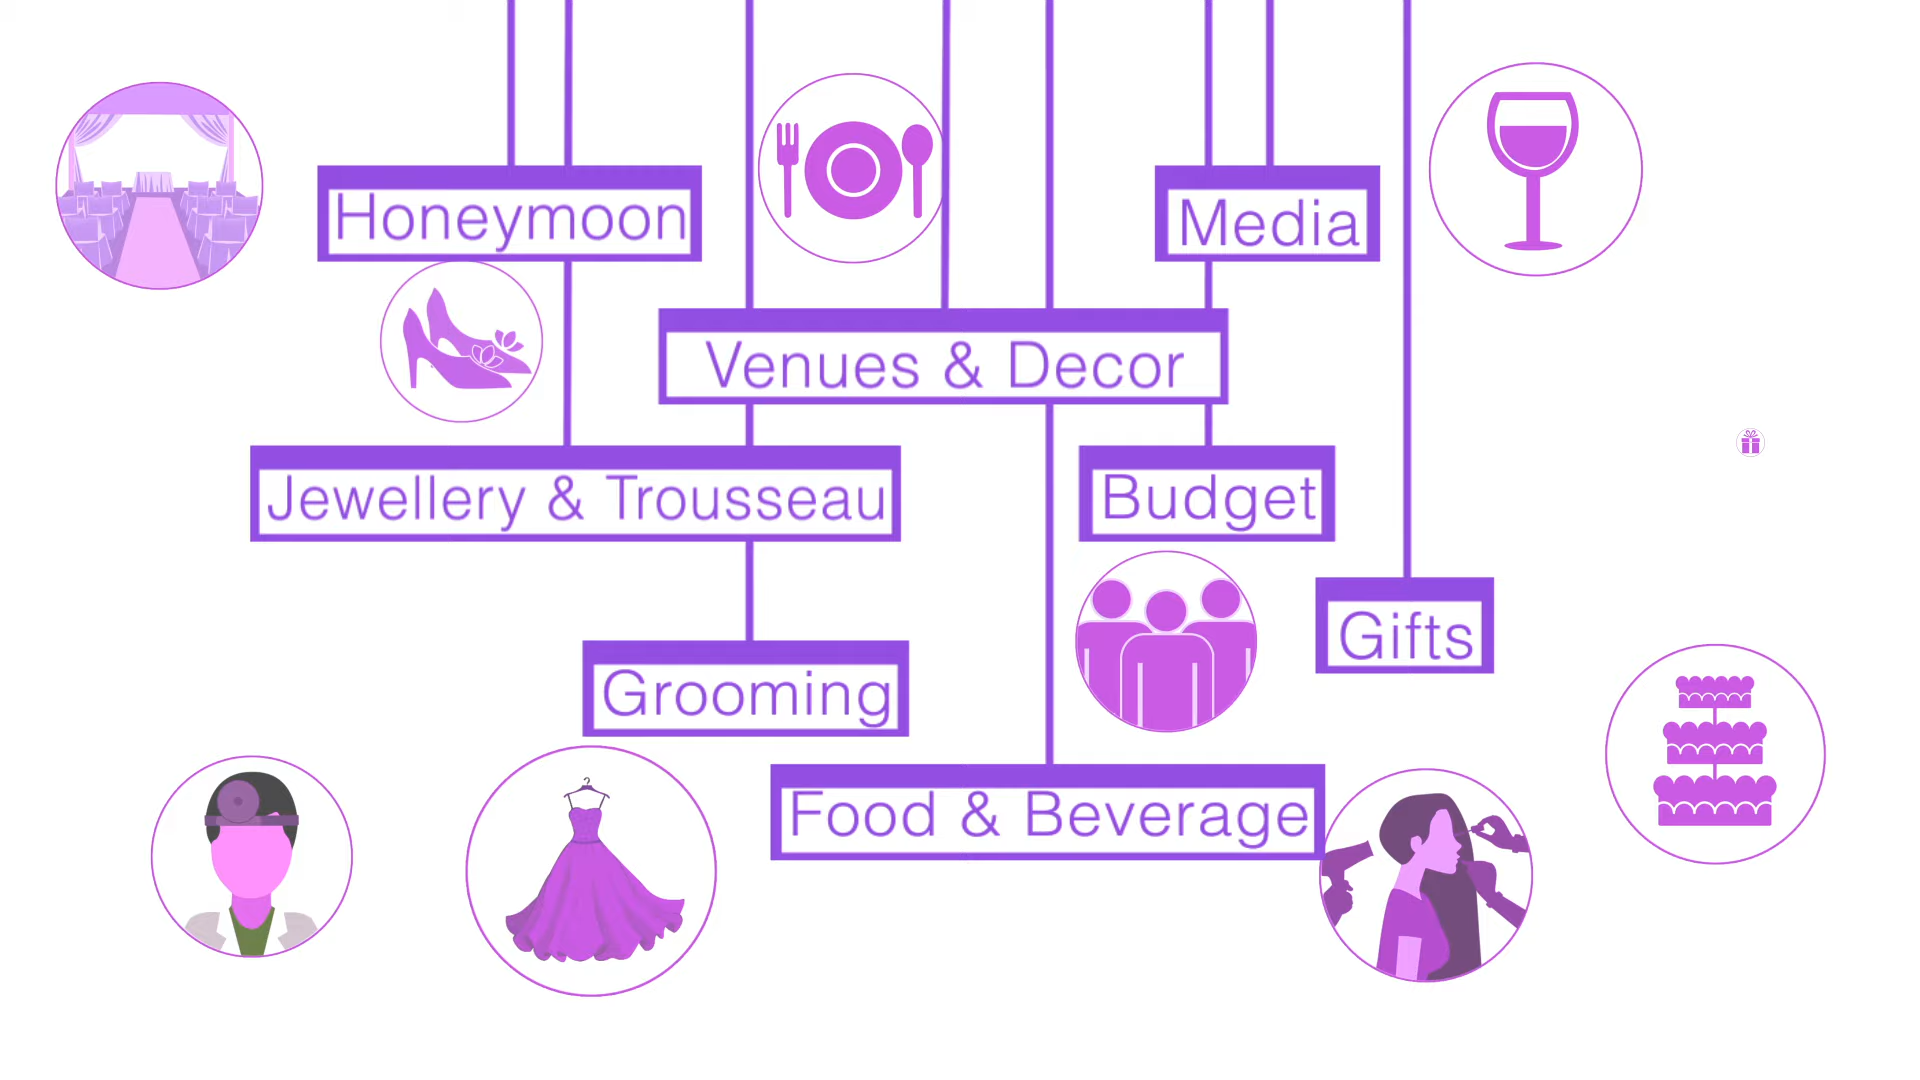 Honeymoon
Media
Venues & Decor
Jewellery & Trousseau
Budget
Gifts
Grooming
Food & Beverage